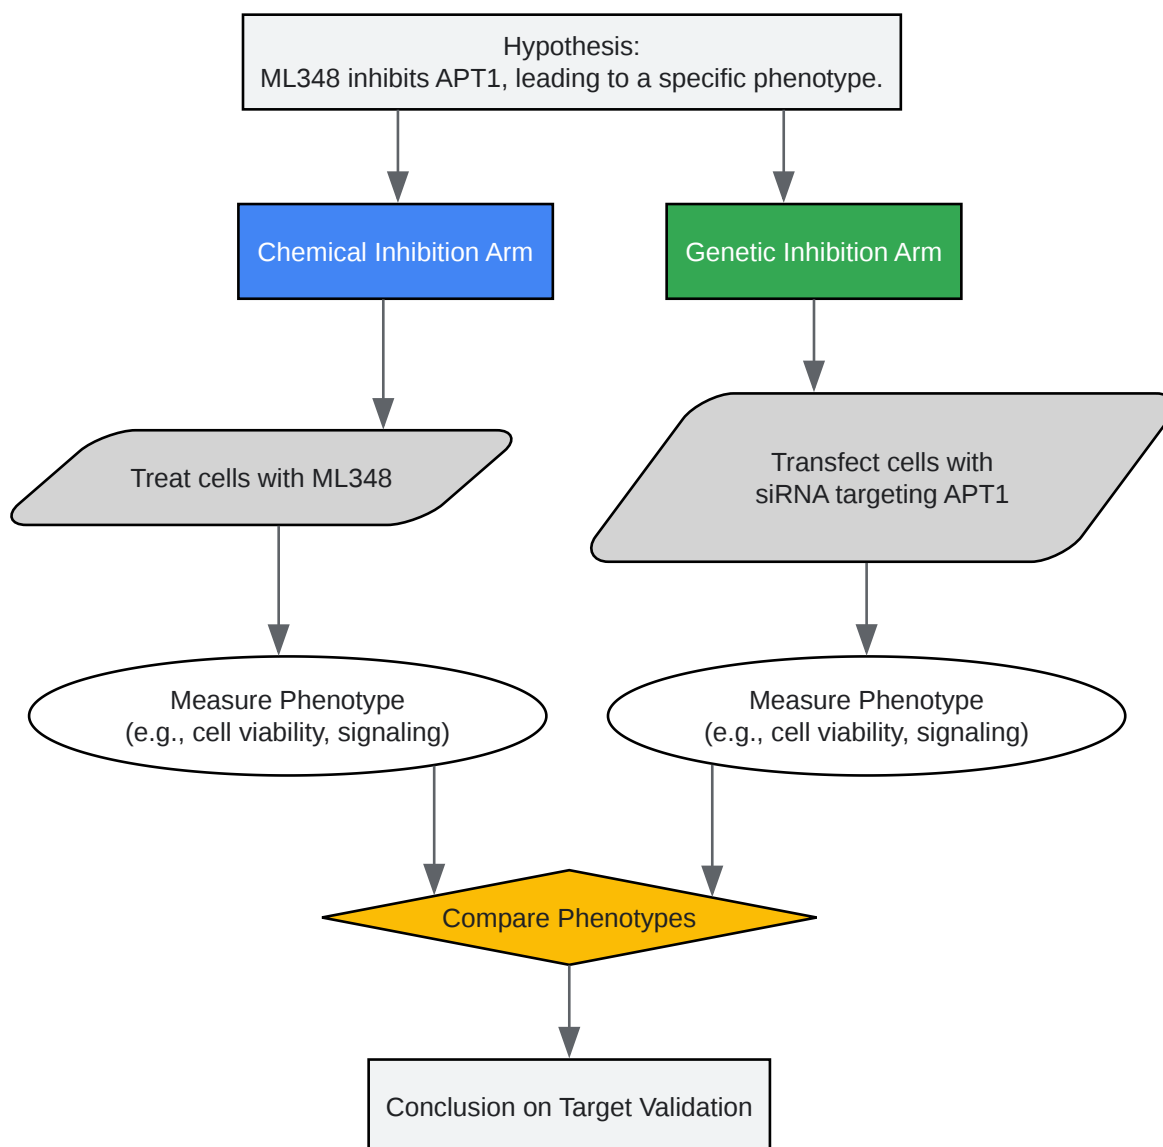 Hypothesis:
ML348 inhibits APT1, leading to a specific phenotype.
Chemical Inhibition Arm
Genetic Inhibition Arm
Treat cells with ML348
Transfect cells with
siRNA targeting APT1
Measure Phenotype
(e.g., cell viability, signaling)
Measure Phenotype
(e.g., cell viability, signaling)
Compare Phenotypes
Conclusion on Target Validation